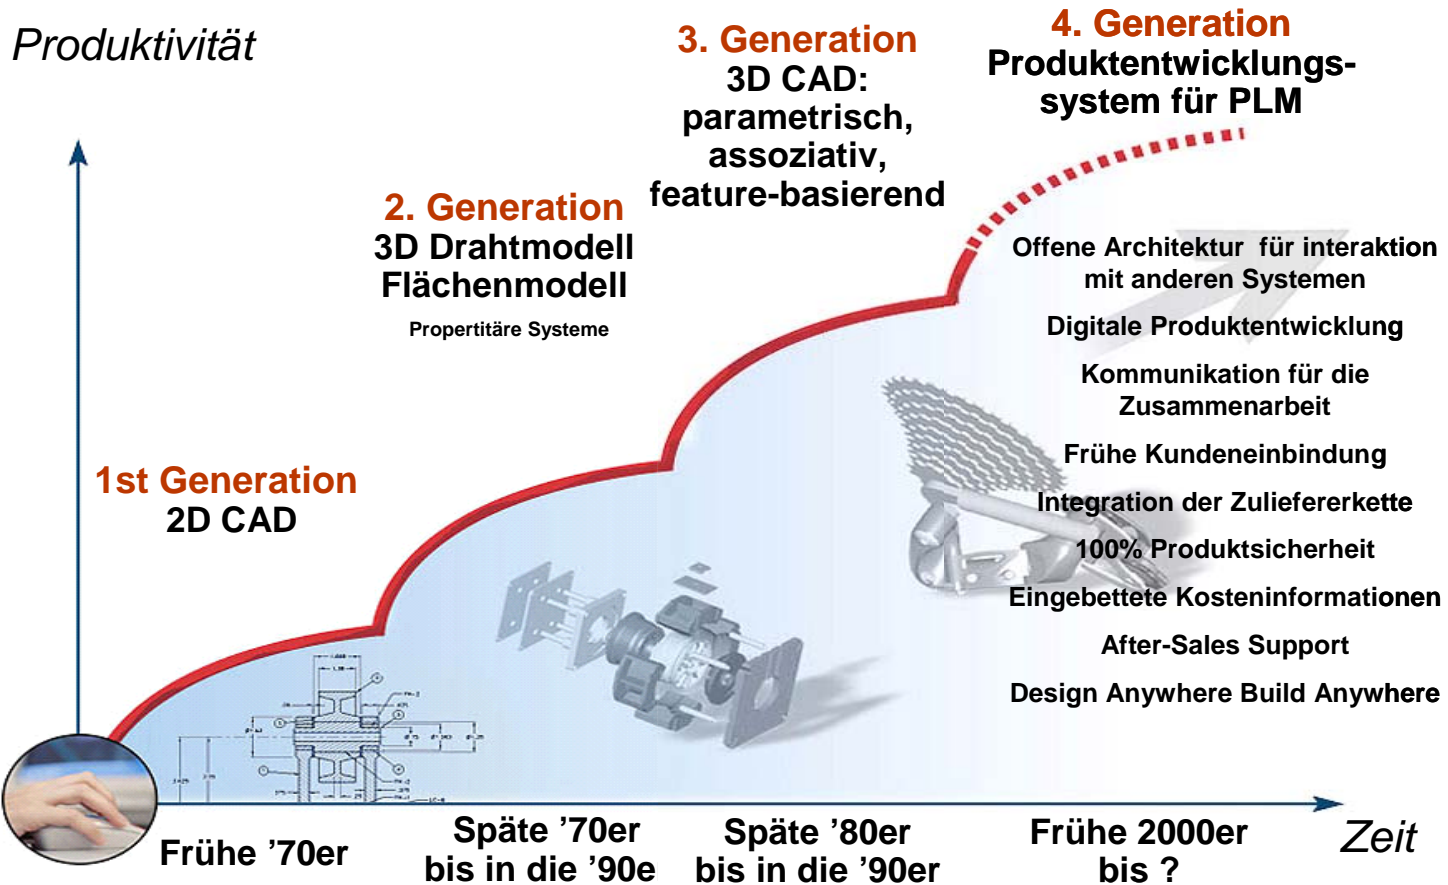 Produktivität
1st Generation
2D CAD
2. Generation
3D Drahtmodell
Flächenmodell
Propertitäre Systeme
3. Generation
3D CAD:
parametrisch,
assoziativ,
feature-basierend
4. Generation
Produktentwicklungs-
system für PLM
Offene Architektur für interaktion
mit anderen Systemen
Digitale Produktentwicklung
Kommunikation für die
Zusammenarbeit
Frühe Kundeneinbindung
Integration der Zuliefererkette
100% Produktsicherheit
Eingebettete Kosteninformationen
After-Sales Support
Design Anywhere Build Anywhere
Frühe ’70er
Späte ’70er
bis in die ’90e
Späte ’80er
bis in die ’90er
Frühe 2000er
bis ?
Zeit